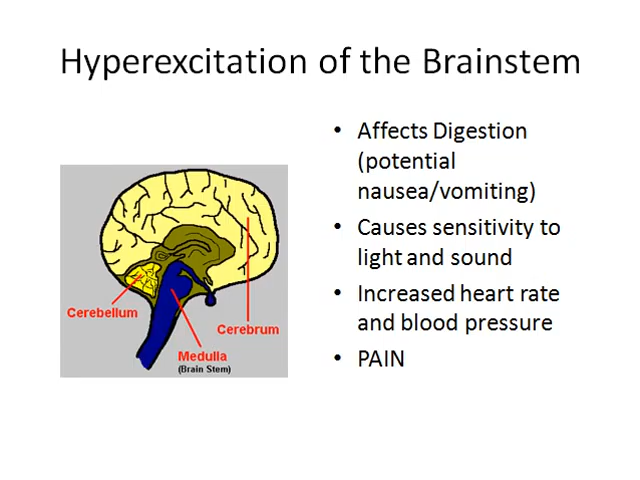 Hyperexcitation of the Brainstem
• Affects Digestion
(potential
nausea/vomiting)
• Causes sensitivity to
light and sound
• Increased heart rate
and blood pressure
• PAIN
Cerebellum
Cerebrum
Medulla
(Brain Stem)